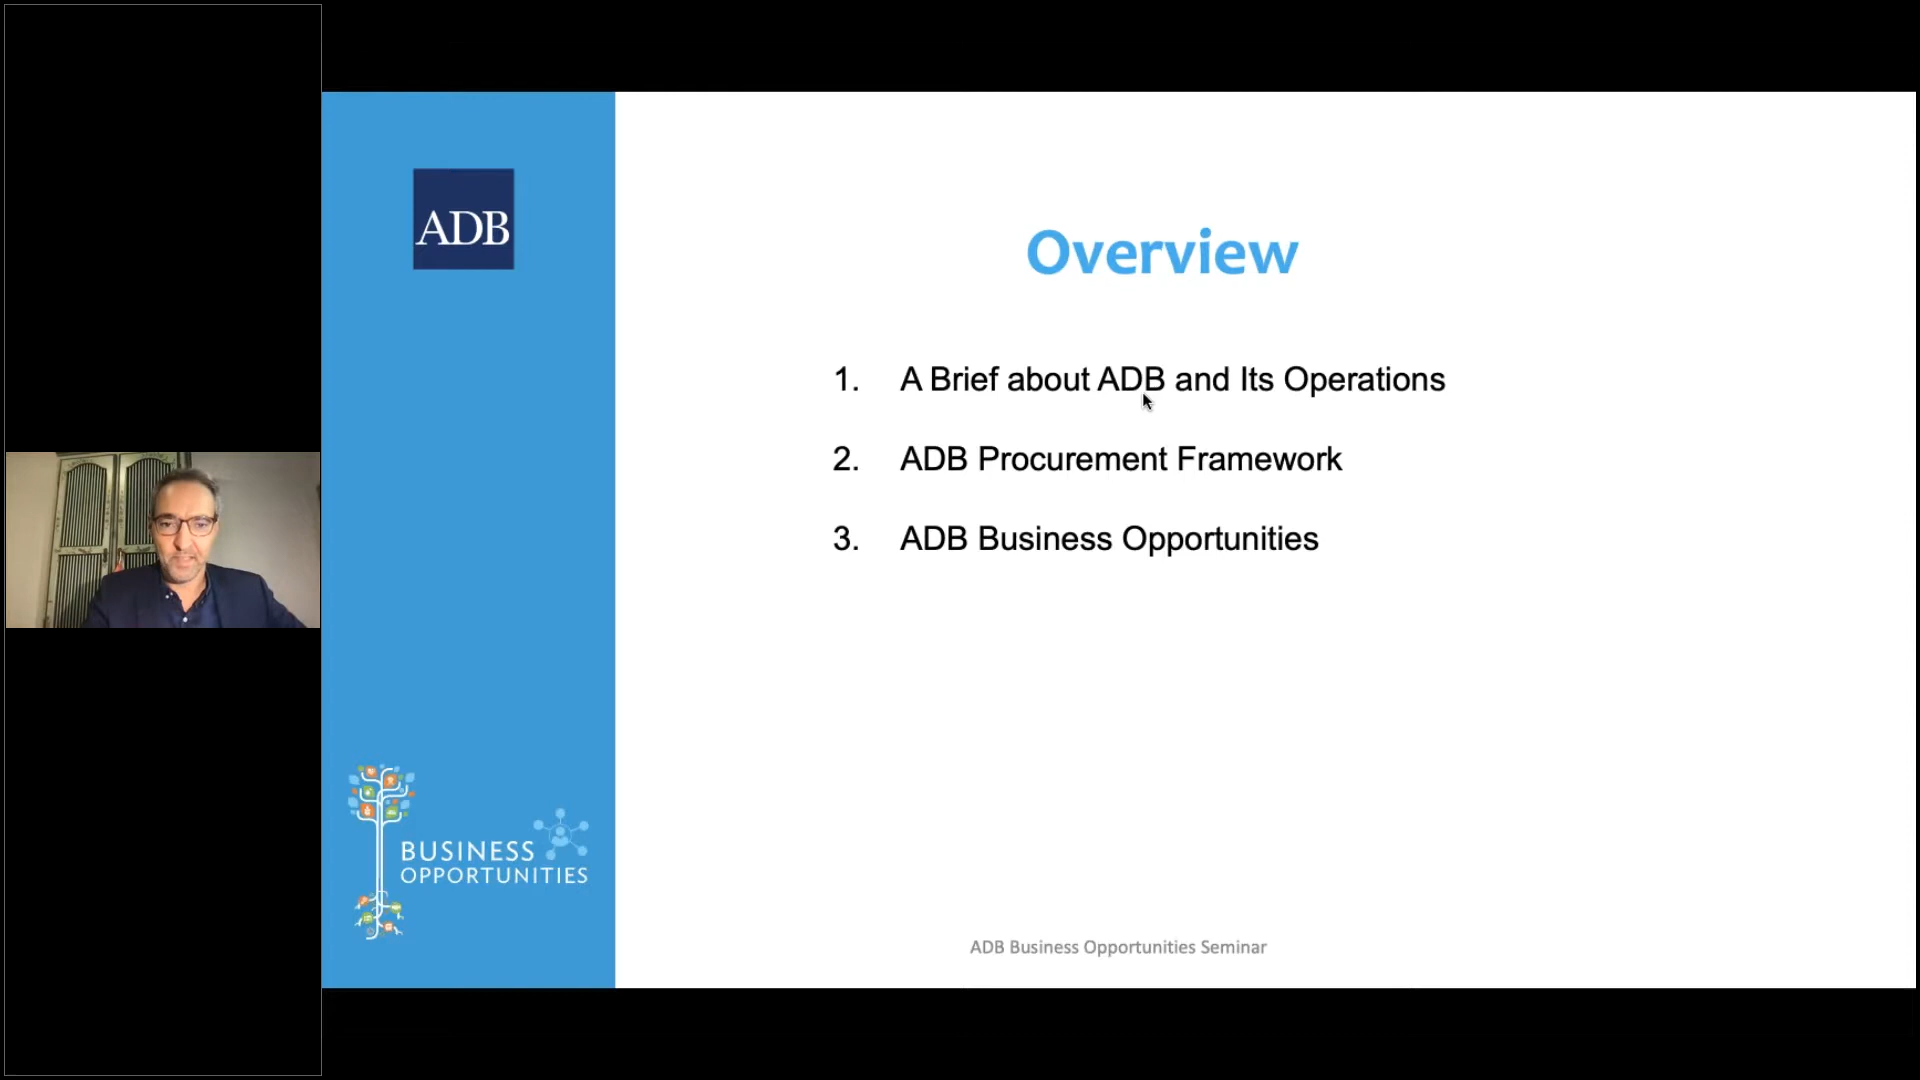 ADB
Overview
1. A Brief about ADB and Its Operations
2. ADB Procurement Framework
3. ADB Business Opportunities
BUSINESS
OPPORTUNITIES
ADB Business Opportunities Seminar